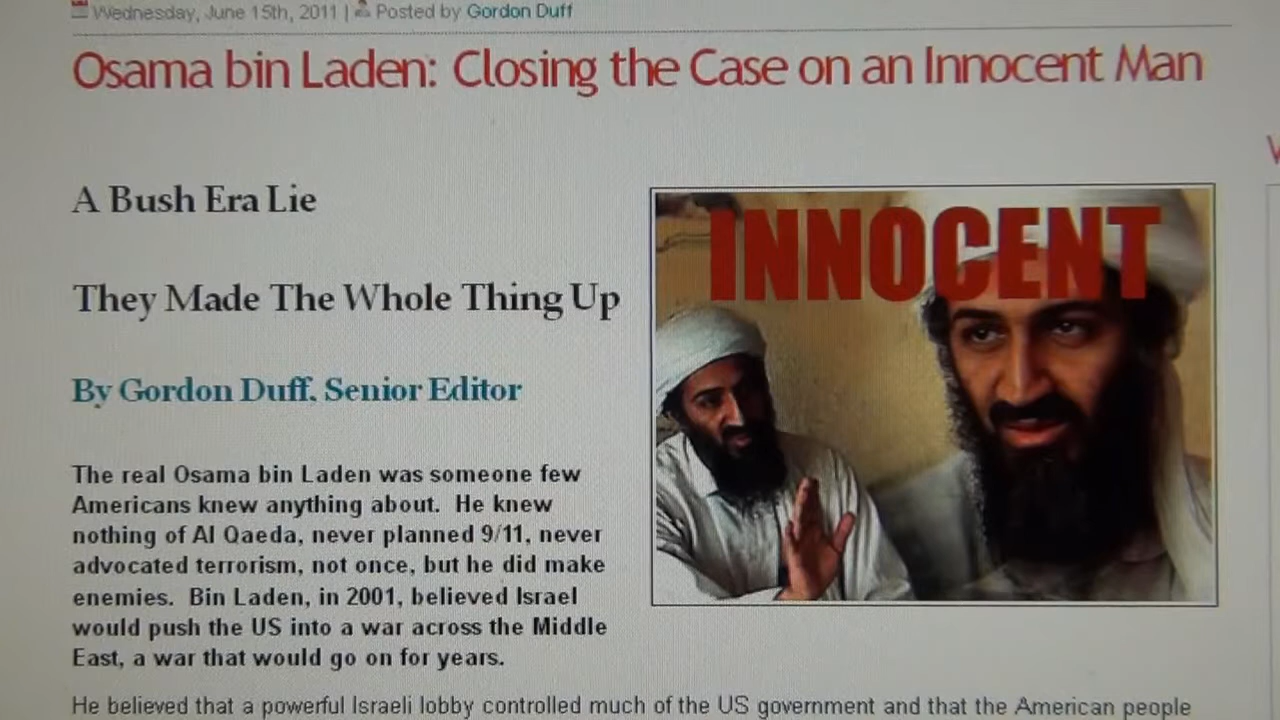 Wednesday, June 15th, 2011 | Posted by Gordon Duff
Osama bin Laden: Closing the Case on an Innocent Man
A Bush Era Lie
They Made The Whole Thing Up
By Gordon Duff, Senior Editor
INNOCENT
The real Osama bin Laden was someone few
Americans knew anything about. He knew
nothing of Al Qaeda, never planned 9/11, never
advocated terrorism, not once, but he did make
enemies. Bin Laden, in 2001, believed Israel
would push the US into a war across the Middle
East, a war that would go on for years.
He believed that a powerful Israeli lobby controlled much of the US government and that the American people